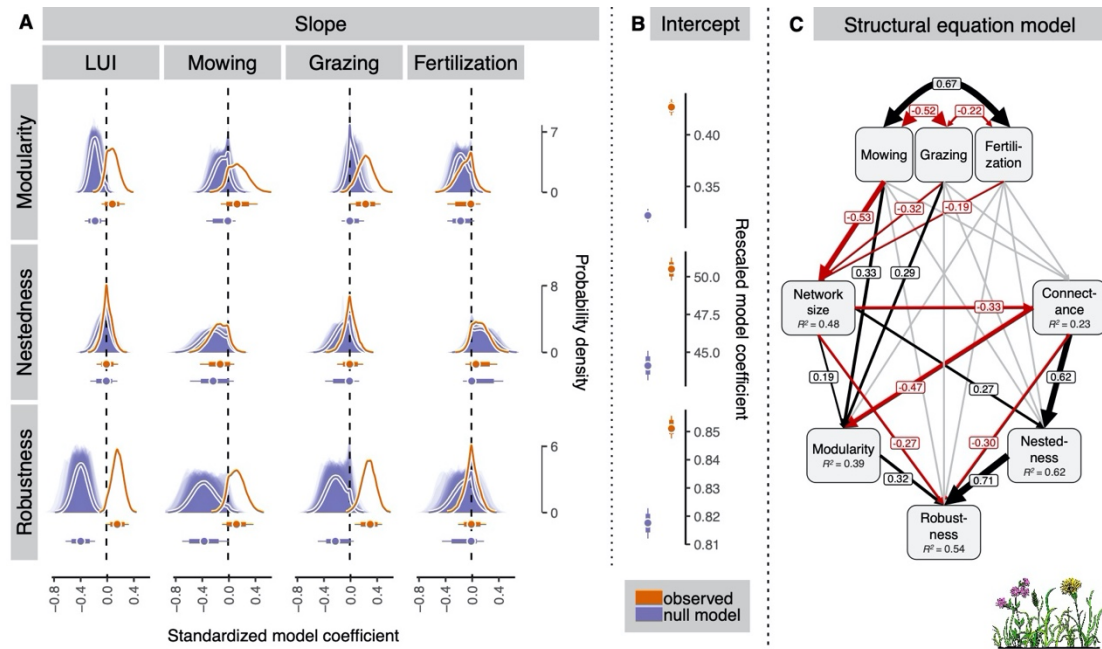 A
Slope
LUI
Mowing
Grazing
Fertilization
Modularity
Nestedness
Robustness
7
0
8
0
6
0
Probability density
−0.8
−0.4
0.0
0.4
−0.8
−0.4
0.0
0.4
−0.8
−0.4
0.0
0.4
−0.8
−0.4
0.0
0.4
Standardized model coefficient
B
Intercept
0.40
0.35
50.0
47.5
45.0
0.85
0.84
0.83
0.82
0.81
Rescaled model coefficient
observed
null model
C
Structural equation model
0.67
-0.52
-0.22
Mowing
Grazing
Fertili-
zation
-0.53
-0.32
-0.19
0.33
0.29
Network
size
R² = 0.48
-0.33
Connect-
ance
R² = 0.23
0.19
-0.47
0.27
0.62
Modularity
R² = 0.39
-0.27
-0.30
Nested-
ness
R² = 0.62
0.32
0.71
Robust-
ness
R² = 0.54